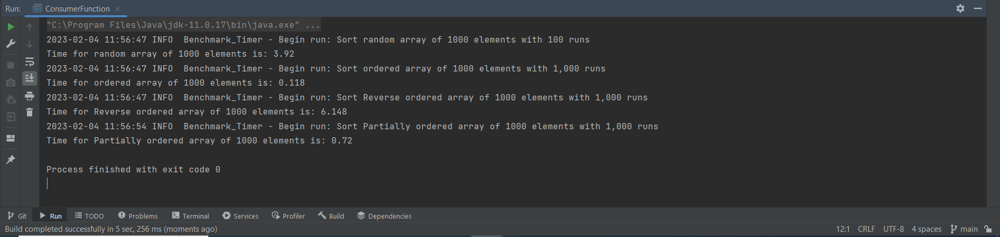 Run: ConsumerFunction
"C:\Program Files\Java\jdk-11.0.17\bin\java.exe" ...
2023-02-04 11:56:47 INFO  Benchmark_Timer - Begin run: Sort random array of 1000 elements with 100 runs
Time for random array of 1000 elements is: 3.92
2023-02-04 11:56:47 INFO  Benchmark_Timer - Begin run: Sort ordered array of 1000 elements with 1,000 runs
Time for ordered array of 1000 elements is: 0.118
2023-02-04 11:56:47 INFO  Benchmark_Timer - Begin run: Sort Reverse ordered array of 1000 elements with 1,000 runs
Time for Reverse ordered array of 1000 elements is: 6.148
2023-02-04 11:56:54 INFO  Benchmark_Timer - Begin run: Sort Partially ordered array of 1000 elements with 1,000 runs
Time for Partially ordered array of 1000 elements is: 0.72
Process finished with exit code 0
Git Run TODO Problems Terminal Services Profiler Build Dependencies
Build completed successfully in 5 sec, 256 ms (moments ago) 12:1 CRLF UTF-8 4 spaces main